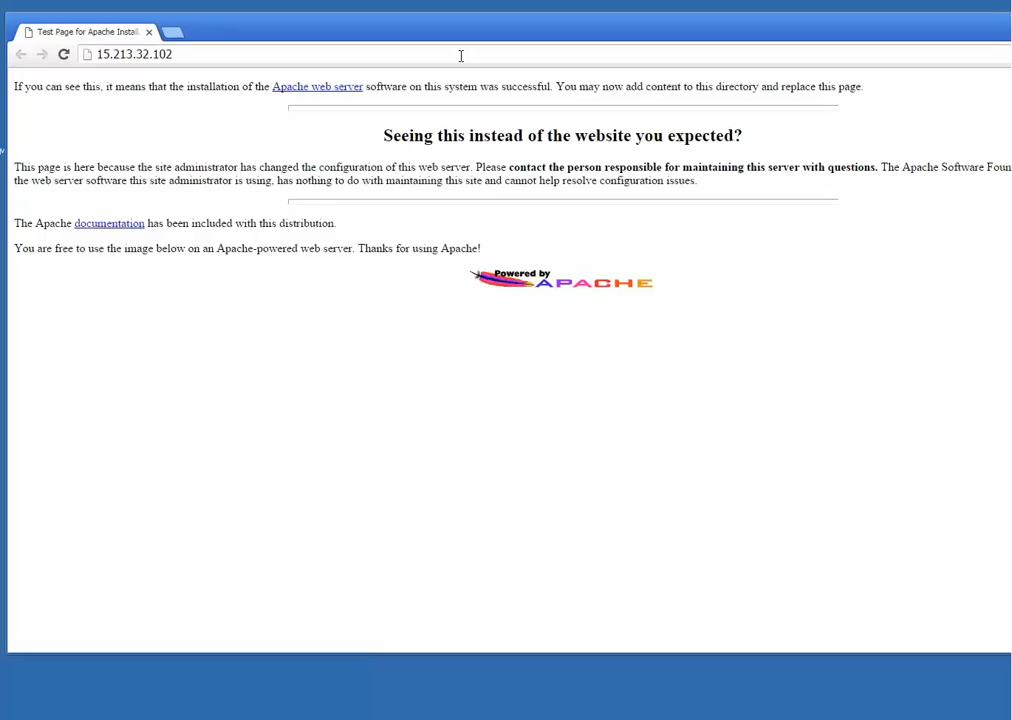 Test Page for Apache Install
15.213.32.102
If you can see this, it means that the installation of the Apache web server software on this system was successful. You may now add content to this directory and replace this page.
Seeing this instead of the website you expected?
This page is here because the site administrator has changed the configuration of this web server. Please contact the person responsible for maintaining this server with questions. The Apache Software Foun
the web server software this site administrator is using, has nothing to do with maintaining this site and cannot help resolve configuration issues.
The Apache documentation has been included with this distribution.
You are free to use the image below on an Apache-powered web server. Thanks for using Apache!
Powered by
APACHE